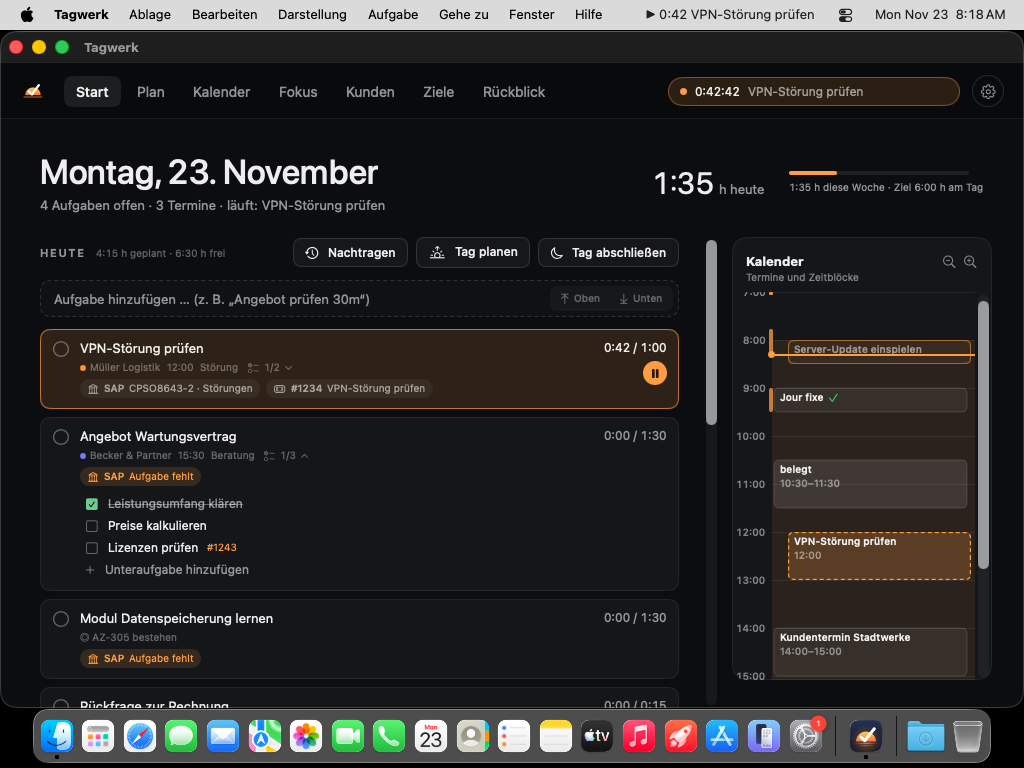 Tagwerk Ablage Bearbeiten Darstellung Aufgabe Gehe zu Fenster Hilfe 0:42 VPN-Störung prüfen Mon Nov 23 8:18 AM
Tagwerk
Start Plan Kalender Fokus Kunden Ziele Rückblick 0:42:42 VPN-Störung prüfen
Montag, 23. November
4 Aufgaben offen · 3 Termine · läuft: VPN-Störung prüfen
1:35 h heute
1:35 h diese Woche · Ziel 6:00 h am Tag
HEUTE 4:15 h geplant · 6:30 h frei
Nachtragen Tag planen Tag abschließen
Aufgabe hinzufügen … (z. B. „Angebot prüfen 30m“) Oben Unten
VPN-Störung prüfen 0:42 / 1:00
Müller Logistik 12:00 Störung 1/2
SAP CPSO8643-2 · Störungen #1234 VPN-Störung prüfen
Angebot Wartungsvertrag 0:00 / 1:30
Becker & Partner 15:30 Beratung 1/3
SAP Aufgabe fehlt
Leistungsumfang klären
Preise kalkulieren
Lizenzen prüfen #1243
+ Unteraufgabe hinzufügen
Modul Datenspeicherung lernen 0:00 / 1:30
AZ-305 bestehen
SAP Aufgabe fehlt
Rückfrage zur Rechnung 0:00 / 0:15
Kalender
Termine und Zeitblöcke
7:00
8:00
Server-Update einspielen
9:00
Jour fixe
10:00
belegt
10:30–11:30
11:00
12:00
VPN-Störung prüfen
12:00
13:00
14:00
Kundentermin Stadtwerke
14:00–15:00
15:00
Mon
23
tv
1